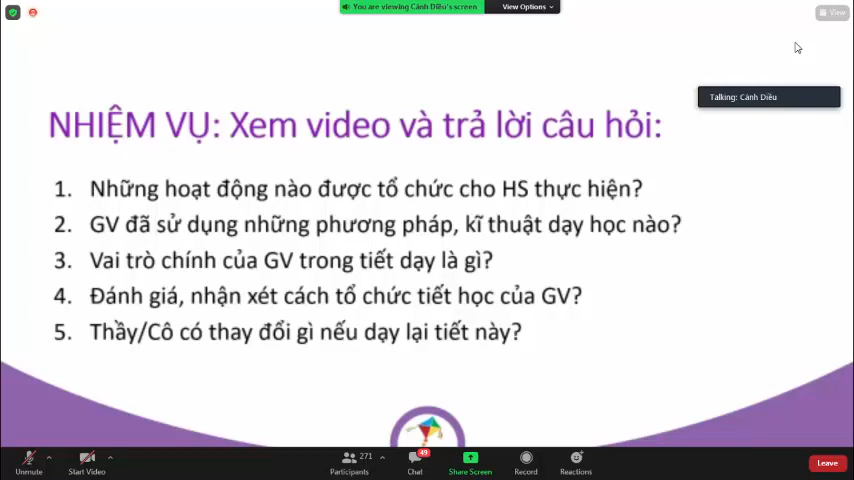 You are viewing Cánh Diều's screen
View Options
View
Talking: Cánh Diều
NHIỆM VỤ: Xem video và trả lời câu hỏi:
1. Những hoạt động nào được tổ chức cho HS thực hiện?
2. GV đã sử dụng những phương pháp, kĩ thuật dạy học nào?
3. Vai trò chính của GV trong tiết dạy là gì?
4. Đánh giá, nhận xét cách tổ chức tiết học của GV?
5. Thầy/Cô có thay đổi gì nếu dạy lại tiết này?
Unmute
Start Video
271
Participants
49
Chat
Share Screen
Record
Reactions
Leave